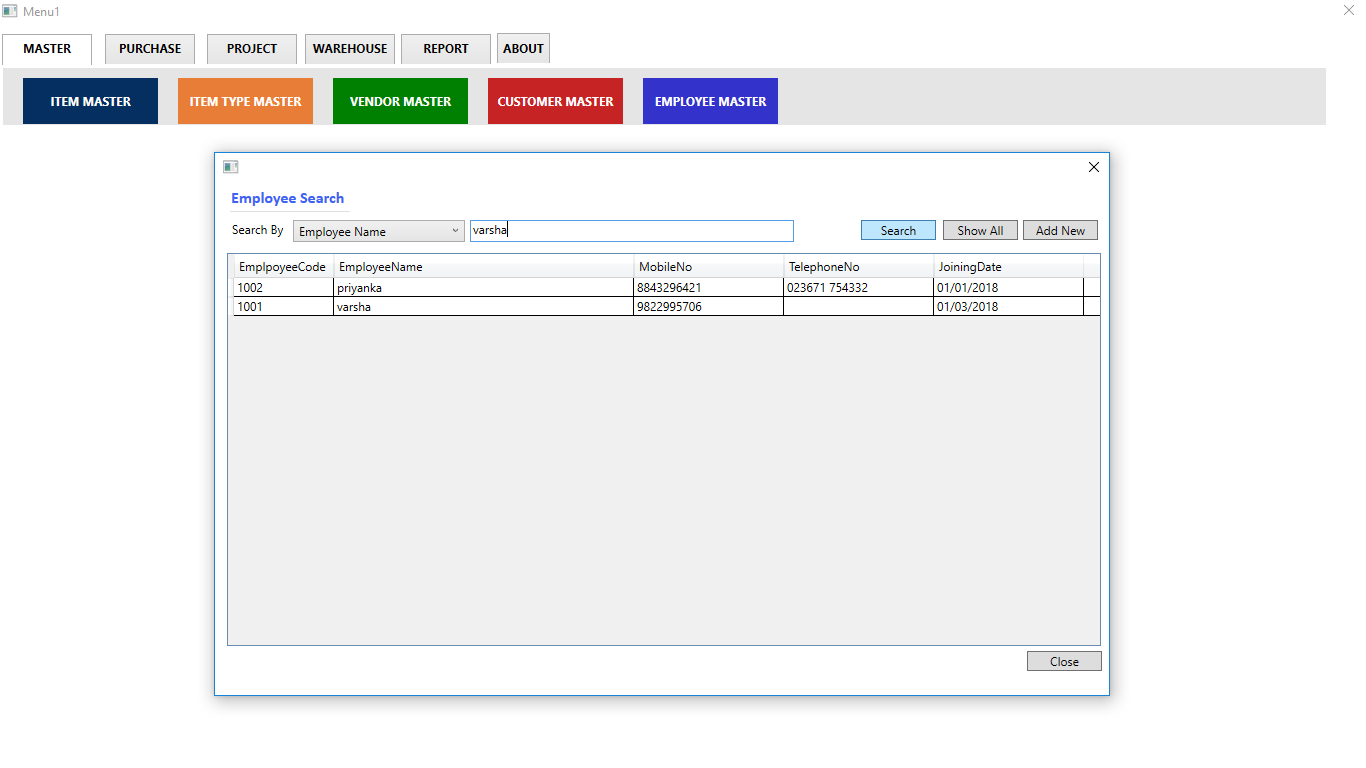 Menu1
MASTER PURCHASE PROJECT WAREHOUSE REPORT ABOUT
ITEM MASTER ITEM TYPE MASTER VENDOR MASTER CUSTOMER MASTER EMPLOYEE MASTER
Employee Search
Search By Employee Name varsha Search Show All Add New
EmplpoyeeCode EmployeeName MobileNo TelephoneNo JoiningDate
1002 priyanka 8843296421 023671 754332 01/01/2018
1001 varsha 9822995706 01/03/2018
Close